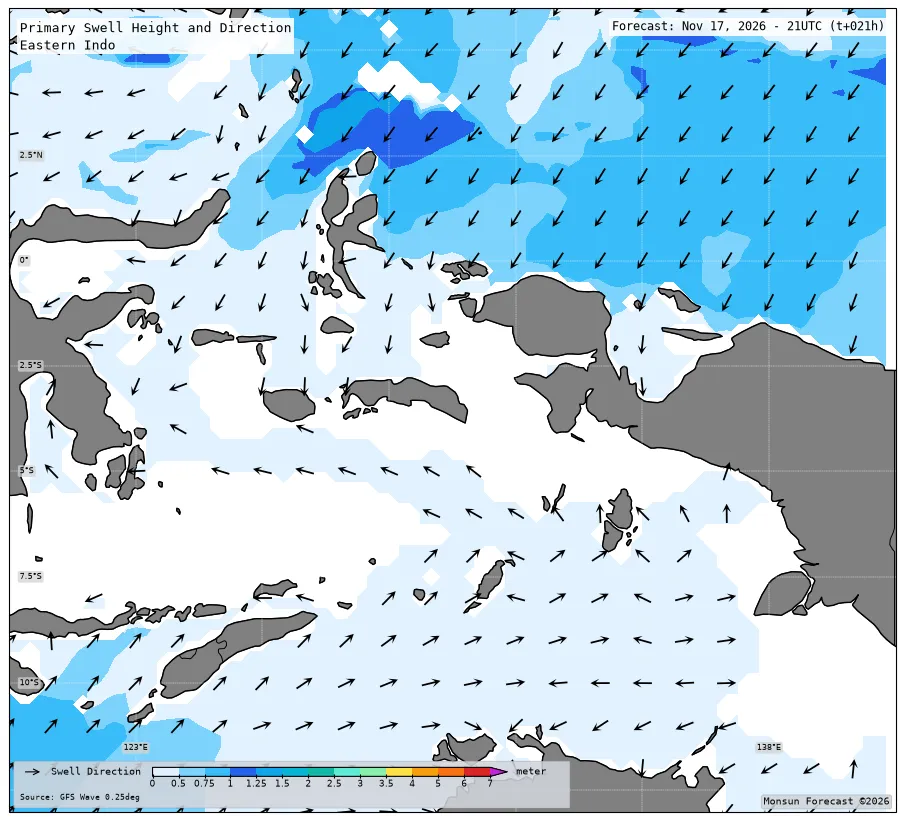 Primary Swell Height and Direction
Eastern Indo
Forecast: Nov 17, 2026 - 21UTC (t+021h)
2.5°N
0°
2.5°S
5°S
7.5°S
10°S
123°E
138°E
Swell Direction
0 0.5 0.75 1 1.25 1.5 2 2.5 3 3.5 4 5 6 7
meter
Source: GFS Wave 0.25deg
Monsun Forecast ©2026